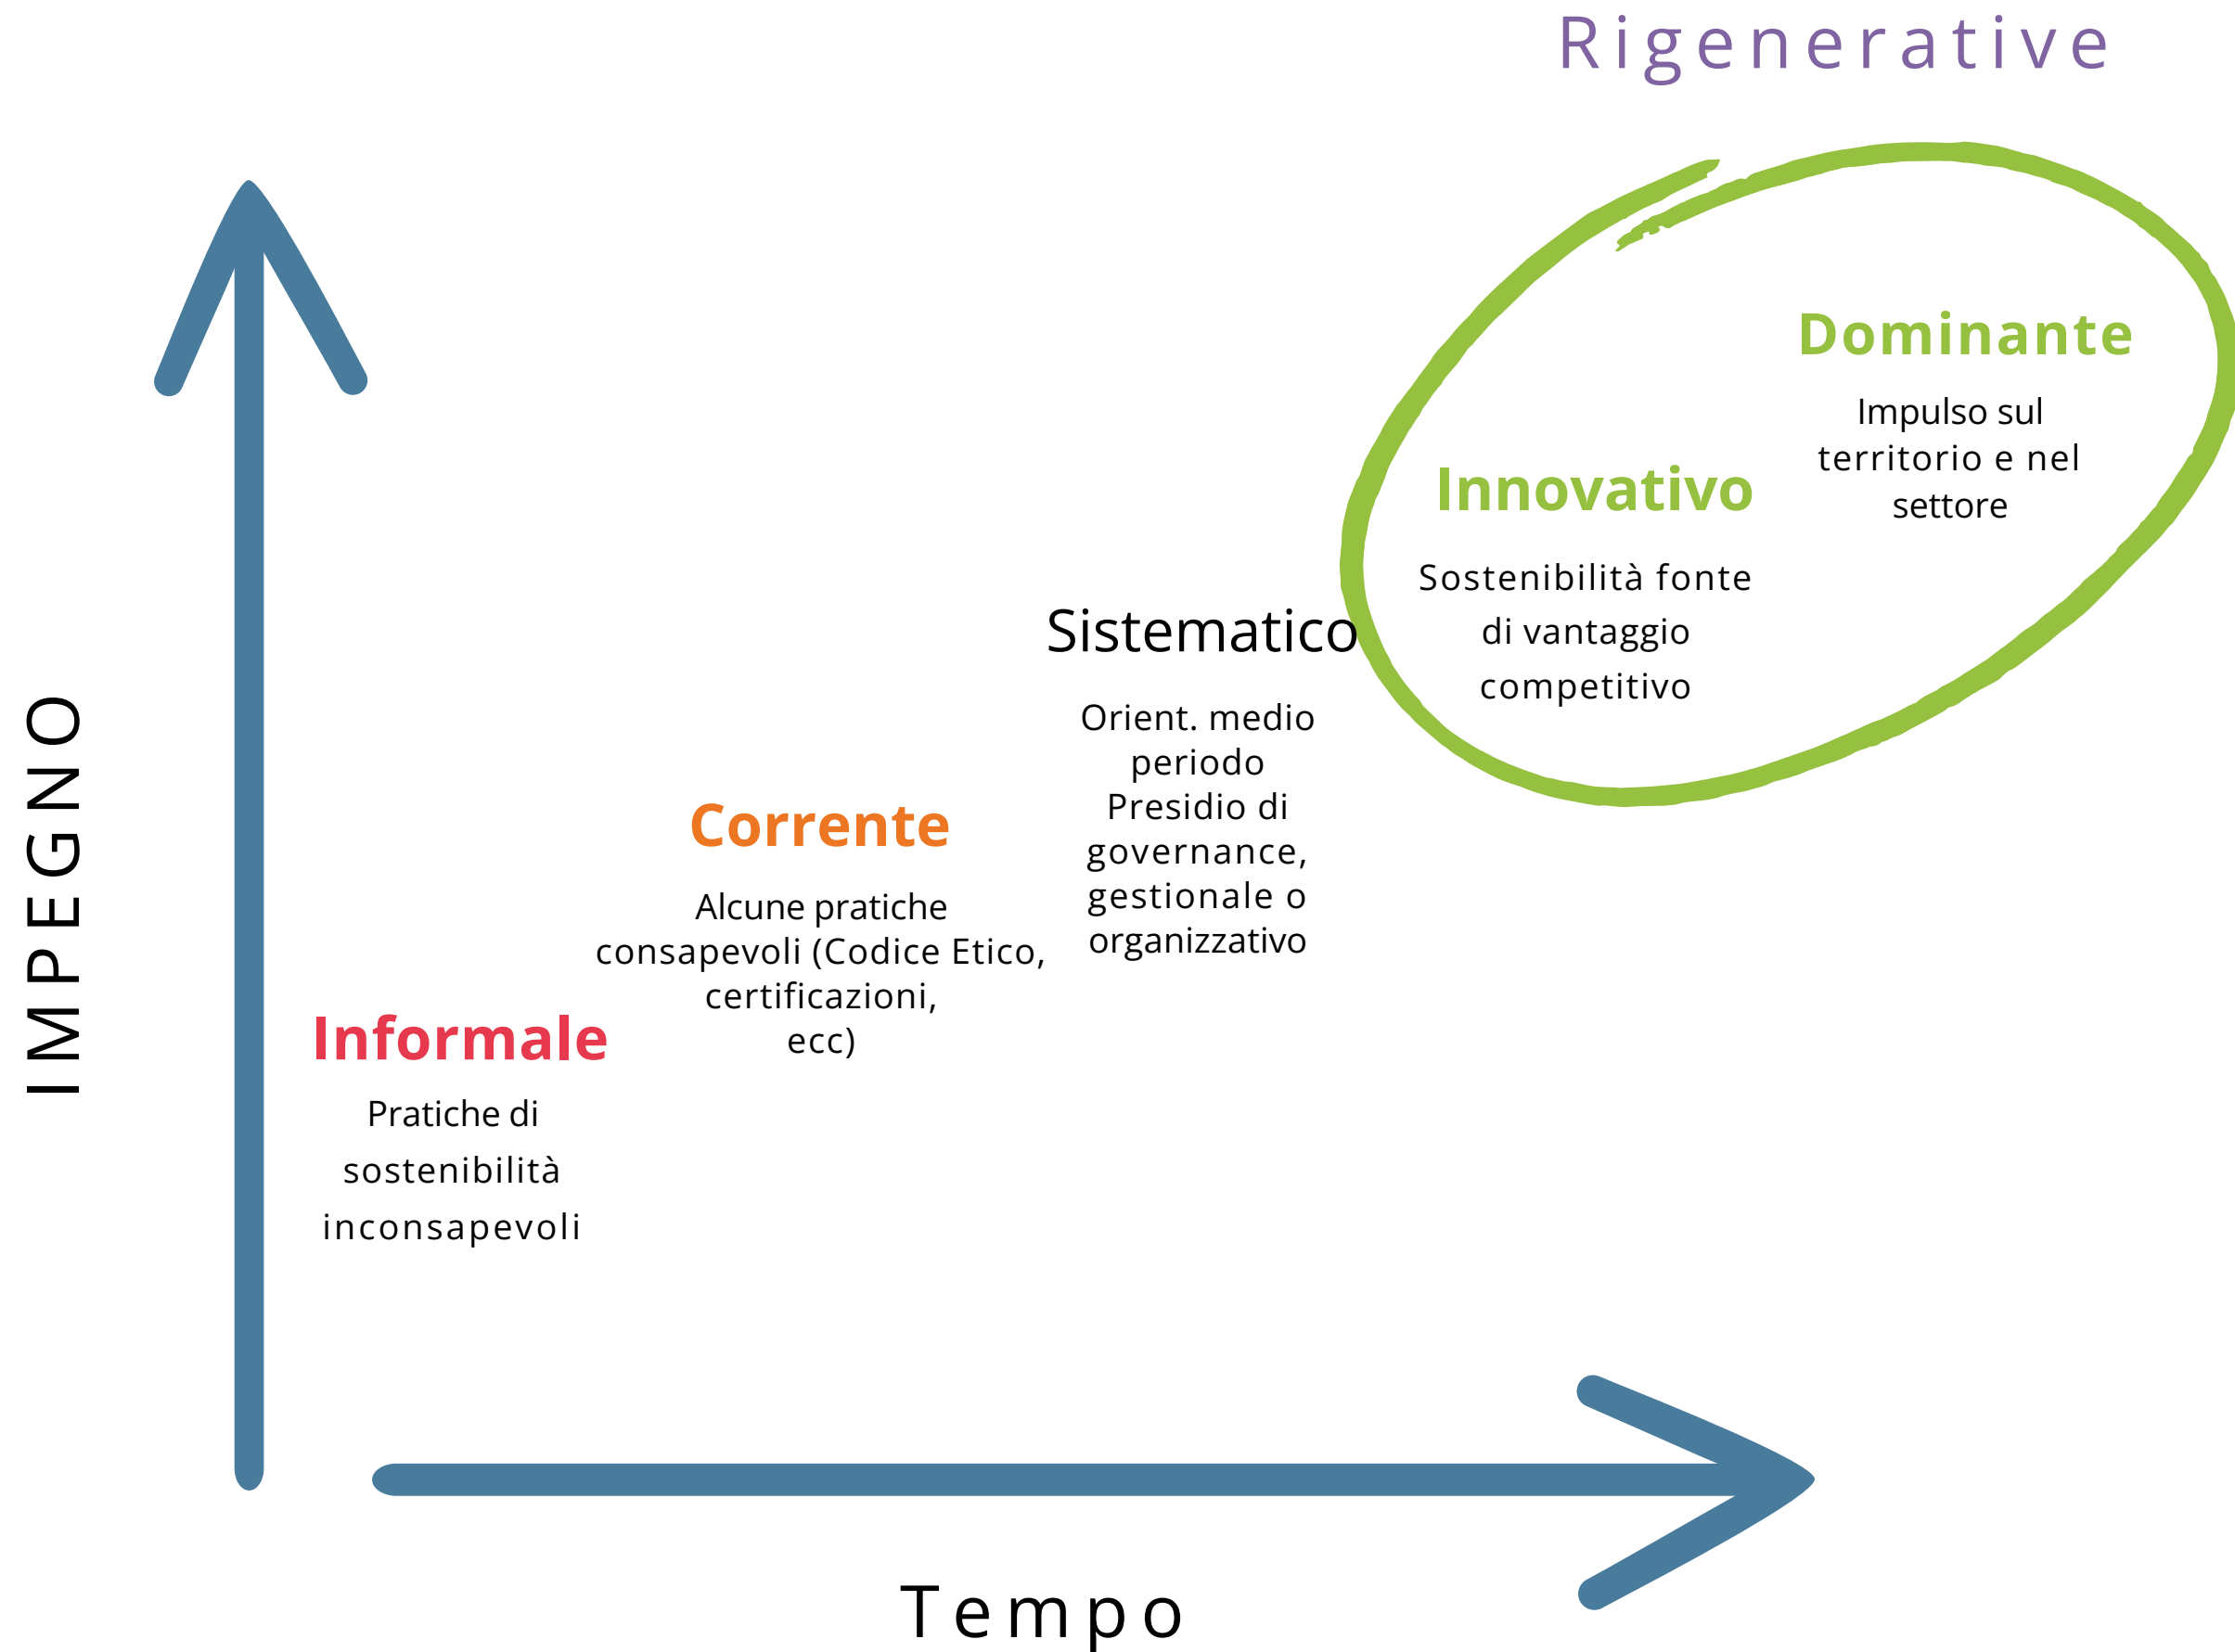 Rigenerative
Dominante
Impulso sul
territorio e nel
settore
Innovativo
Sostenibilità fonte
di vantaggio
competitivo
Sistematico
Orient. medio
periodo
Presidio di
governance,
gestionale o
organizzativo
Corrente
Alcune pratiche
consapevoli (Codice Etico,
certificazioni,
ecc)
Informale
Pratiche di
sostenibilità
inconsapevoli
IMPEGNO
Tempo